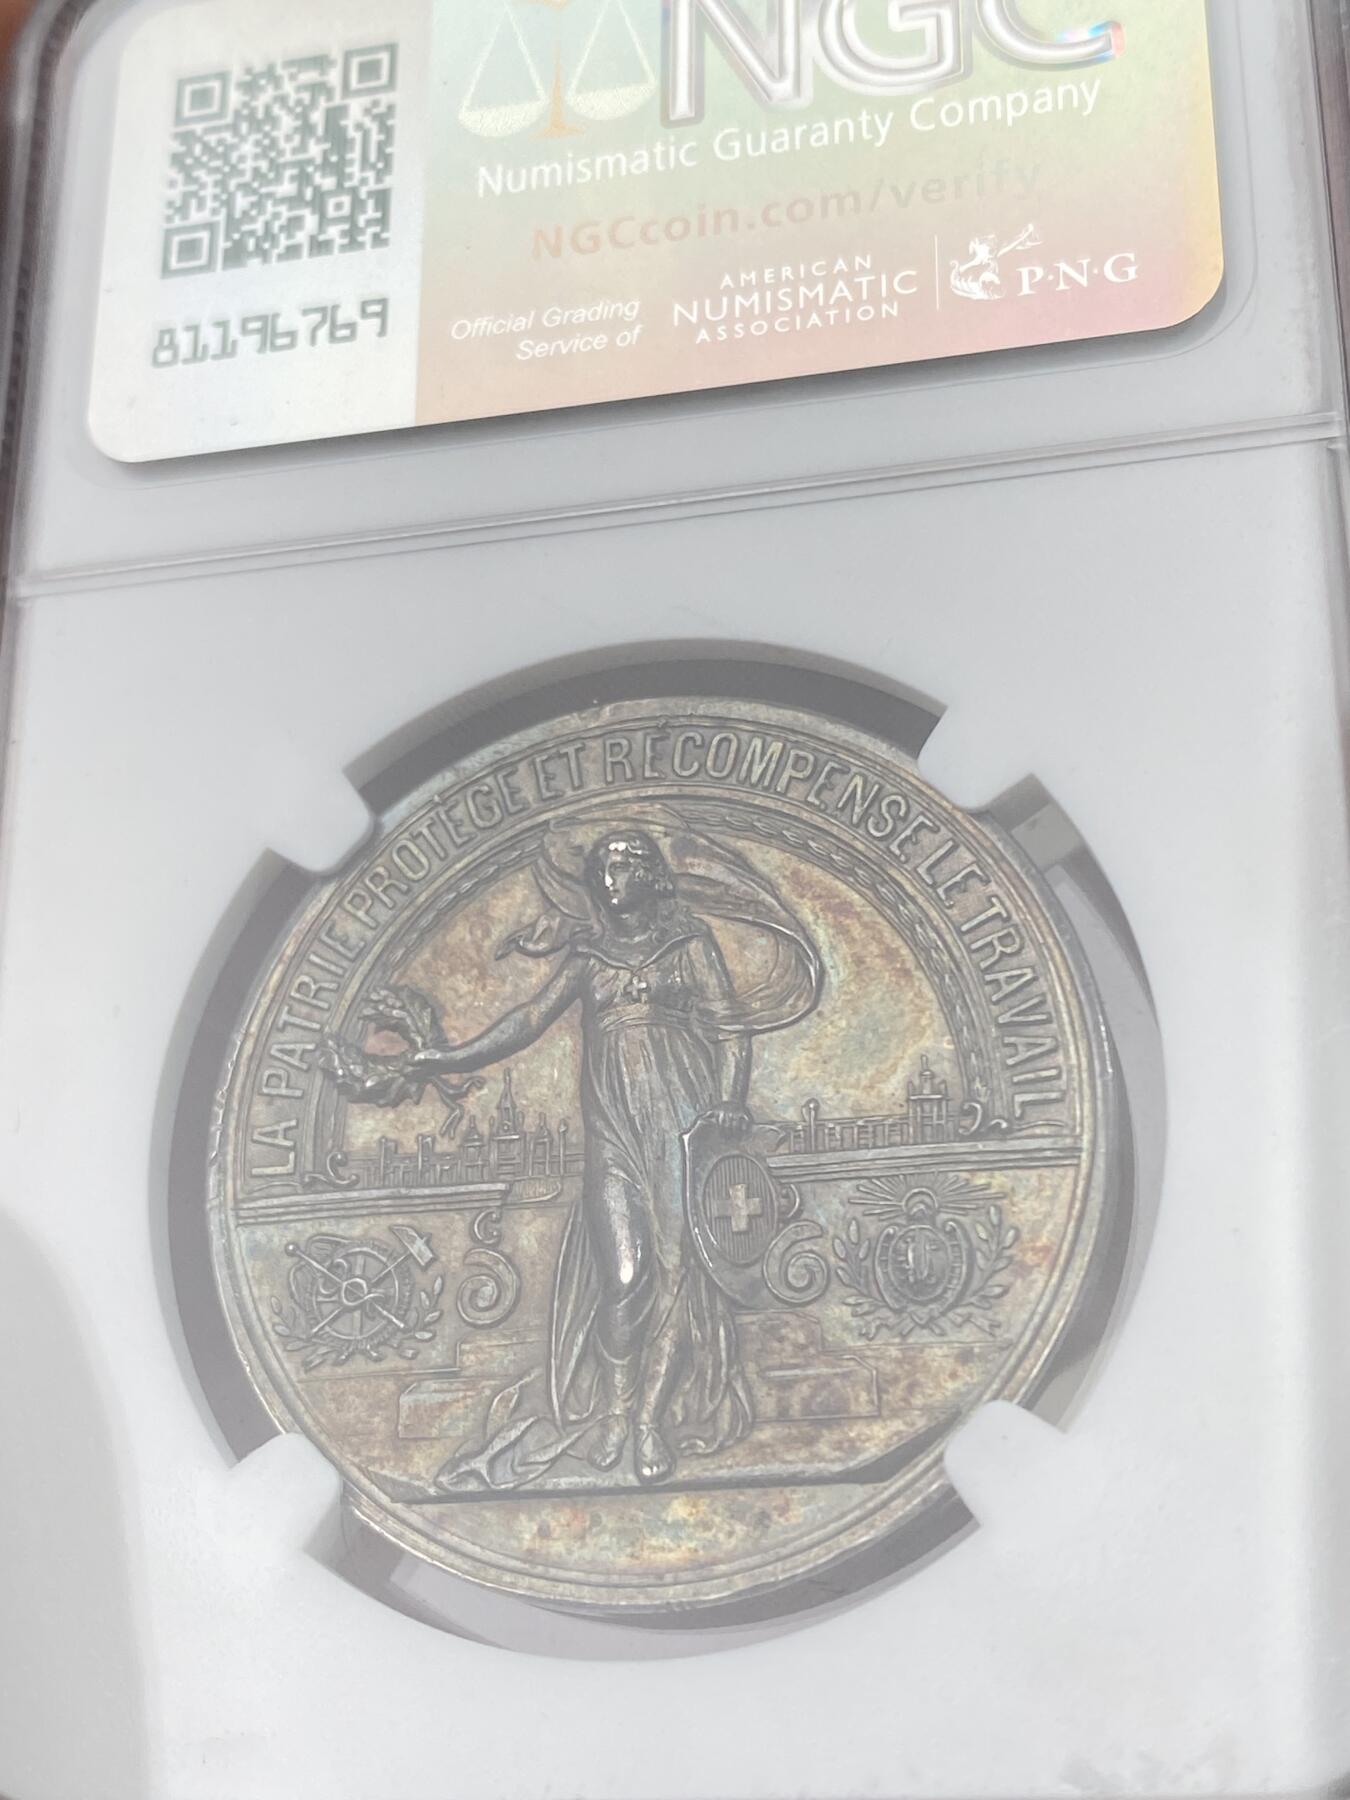 NGC
Numismatic Guaranty Company
NGCcoin.com/verify
Official Grading
Service of
AMERICAN
NUMISMATIC
ASSOCIATION
P·N·G
81196769
LA PATRIE PROTÈGE ET RÉCOMPENSE LE TRAVAIL